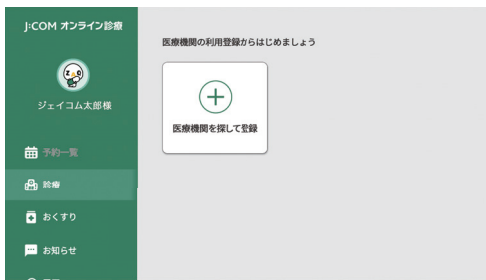 J:COM オンライン診療
医療機関の利用登録からはじめましょう
ジェイコム太郎様
医療機関を探して登録
予約一覧
診療
おくすり
お知らせ